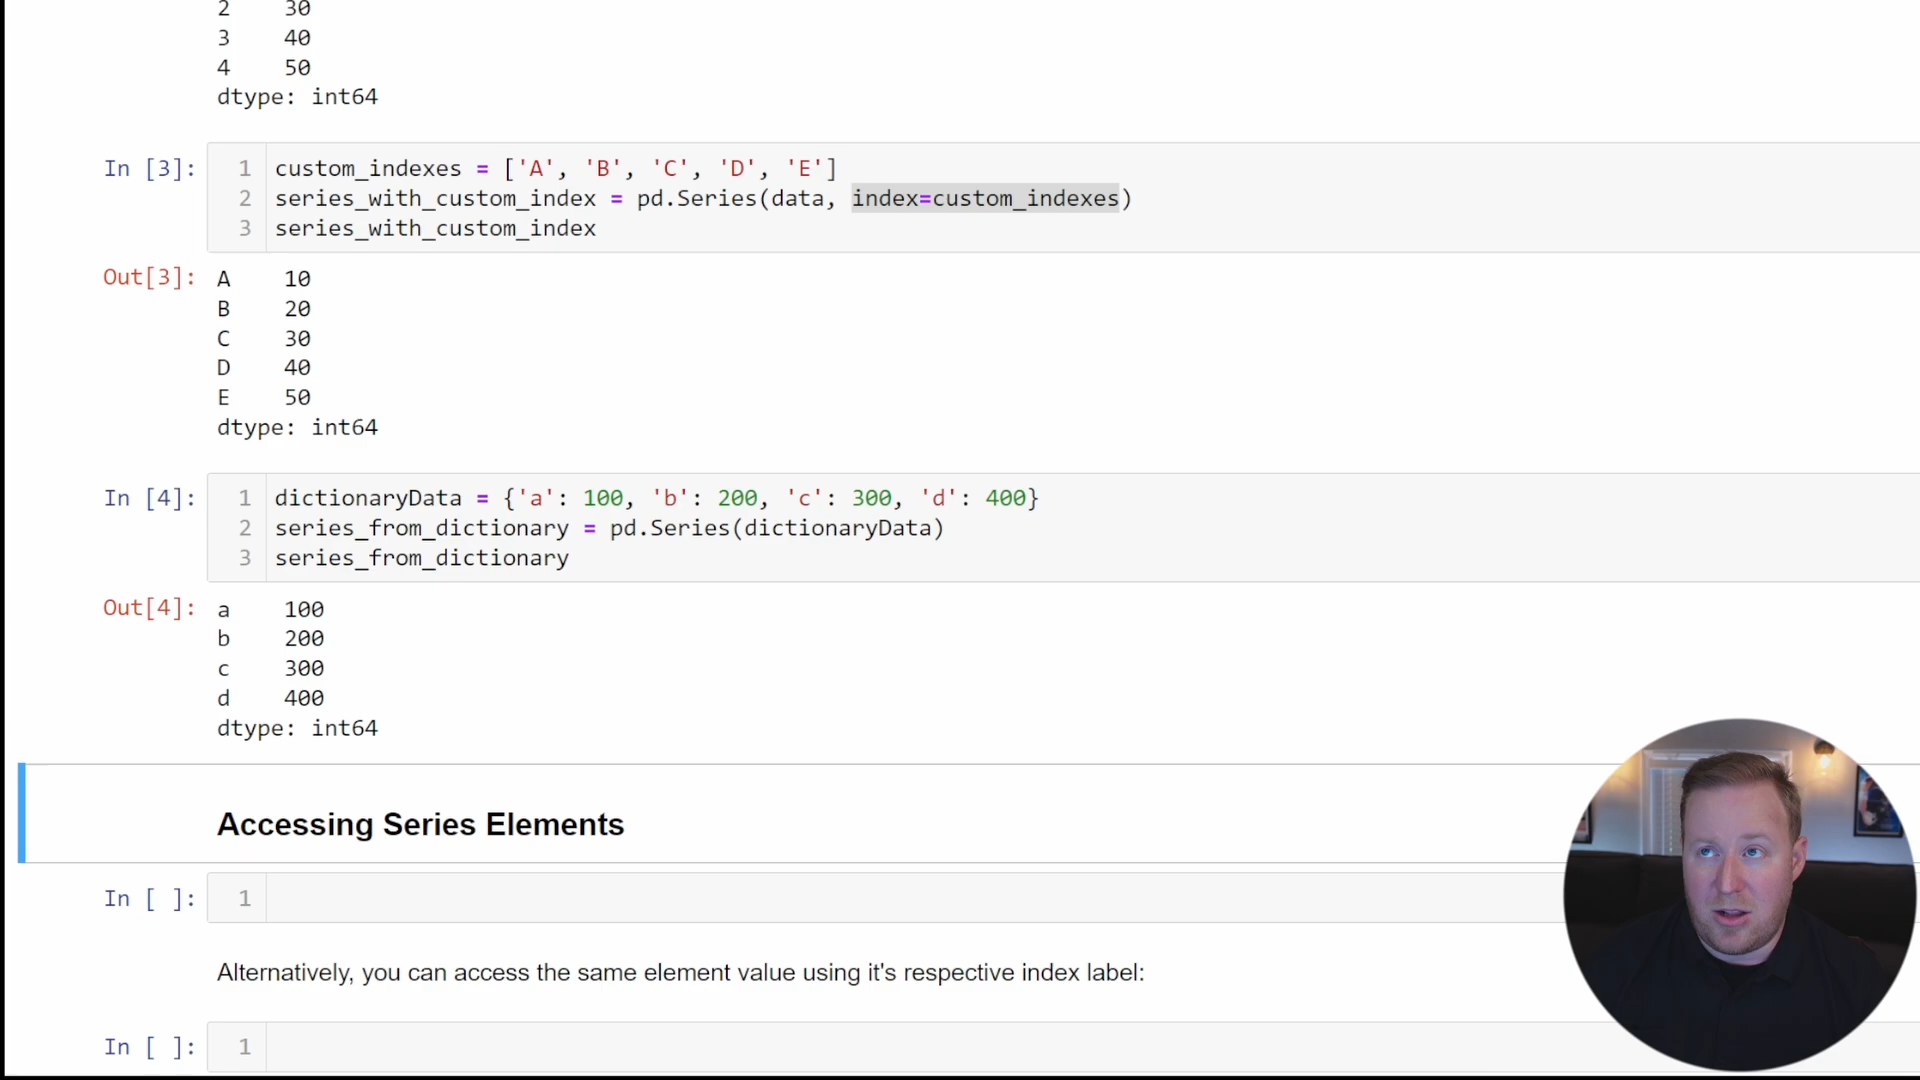 2 30
3 40
4 50
dtype: int64
In [3]:
1 custom_indexes = ['A', 'B', 'C', 'D', 'E']
2 series_with_custom_index = pd.Series(data, index=custom_indexes)
3 series_with_custom_index
Out[3]:
A 10
B 20
C 30
D 40
E 50
dtype: int64
In [4]:
1 dictionaryData = {'a': 100, 'b': 200, 'c': 300, 'd': 400}
2 series_from_dictionary = pd.Series(dictionaryData)
3 series_from_dictionary
Out[4]:
a 100
b 200
c 300
d 400
dtype: int64
Accessing Series Elements
In [ ]: 1
Alternatively, you can access the same element value using it's respective index label:
In [ ]: 1